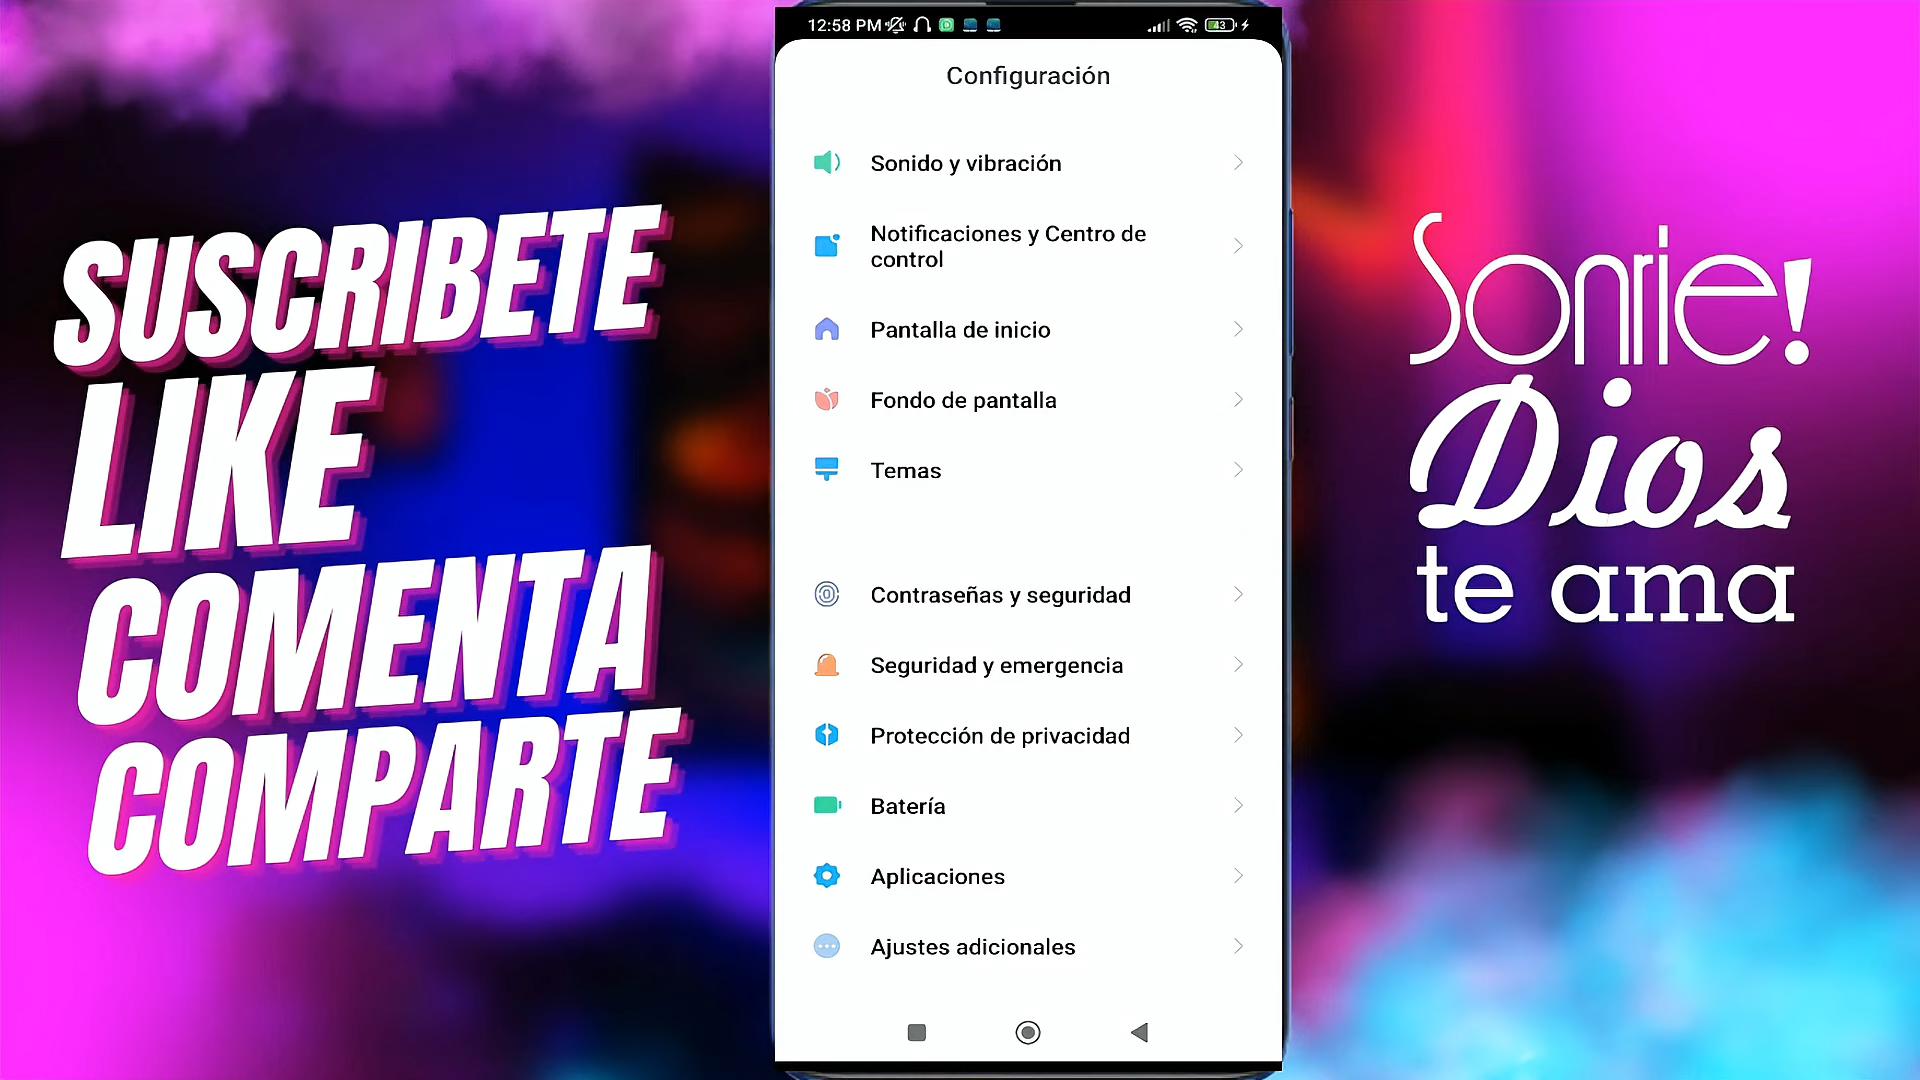 SUSCRIBETE
LIKE
COMENTA
COMPARTE
12:58 PM
43
Configuración
Sonido y vibración
Notificaciones y Centro de
control
Pantalla de inicio
Fondo de pantalla
Temas
Contraseñas y seguridad
Seguridad y emergencia
Protección de privacidad
Batería
Aplicaciones
Ajustes adicionales
Sonrie!
Dios
te ama